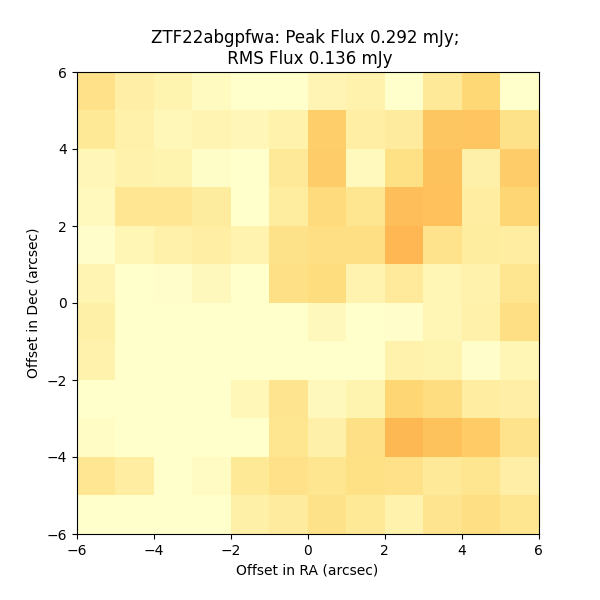 ZTF22abgpfwa: Peak Flux 0.292 mJy;
RMS Flux 0.136 mJy
6
4
2
0
−2
−4
−6
Offset in Dec (arcsec)
−6 −4 −2 0 2 4 6
Offset in RA (arcsec)